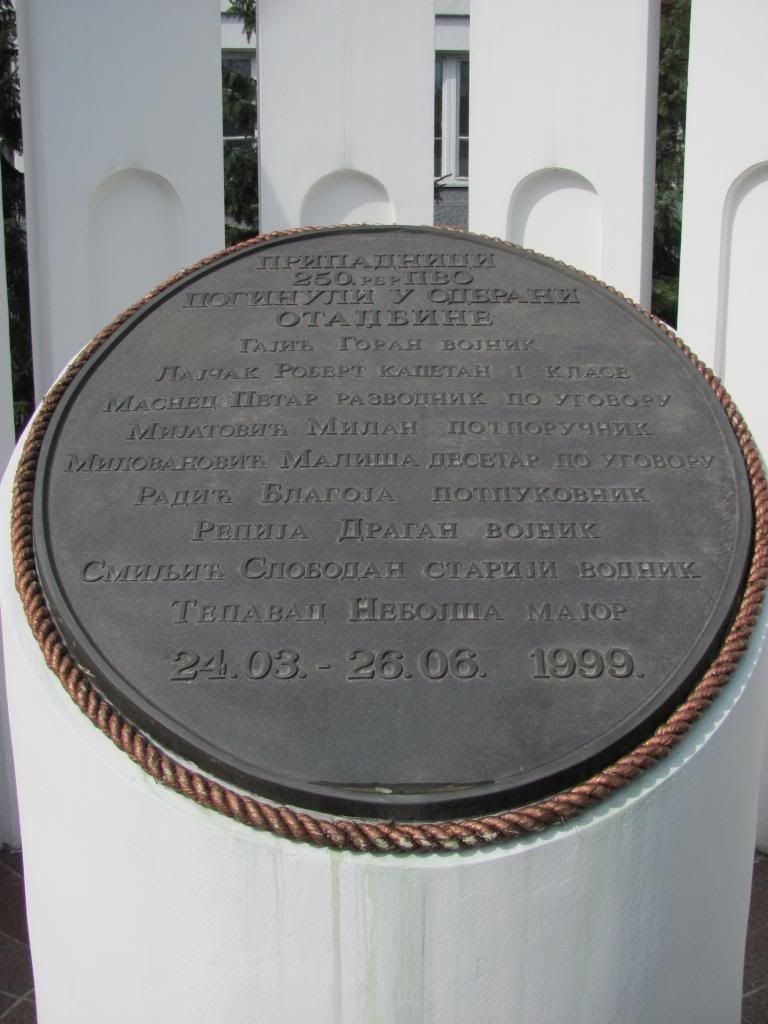 ПРИПАДНИЦИ
250. РБР ПВО
ПОГИНУЛИ У ОДБРАНИ
ОТАЏБИНЕ
ГАЈИЋ ГОРАН ВОЈНИК
ЛАЈЧАК РОБЕРТ КАПЕТАН I КЛАСЕ
МАСНЕЦ ПЕТАР РАЗВОДНИК ПО УГОВОРУ
МИЈАТОВИЋ МИЛАН ПОТПОРУЧНИК
МИЛОВАНОВИЋ МАЛИША ДЕСЕТАР ПО УГОВОРУ
РАДИЋ БЛАГОЈА ПОТПУКОВНИК
РЕПИЈА ДРАГАН ВОЈНИК
СМИЉИЋ СЛОБОДАН СТАРИЈИ ВОДНИК
ТЕПАВАЦ НЕБОЈША МАЈОР
24.03. - 26.06. 1999.